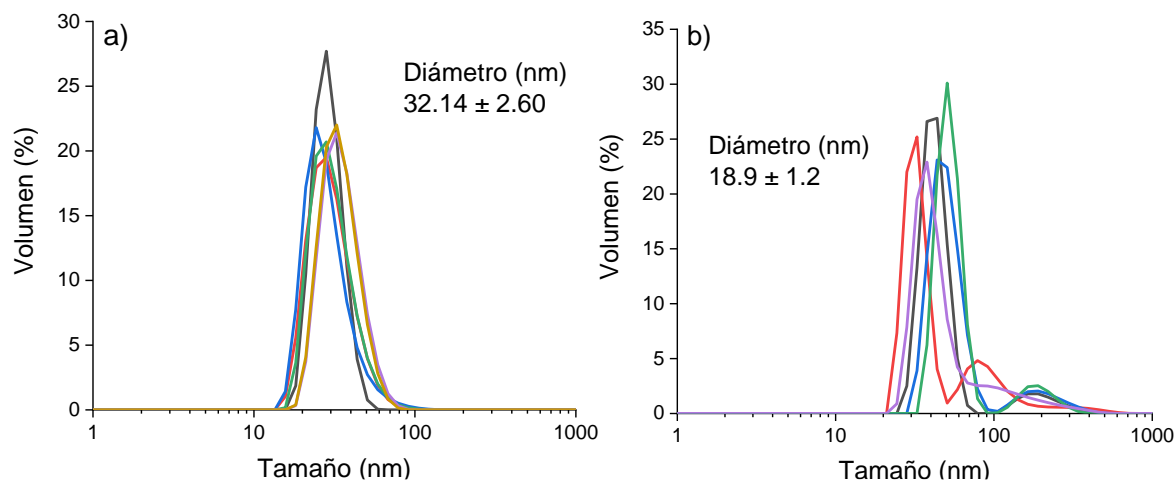 a)
Diámetro (nm)
32.14 ± 2.60
Volumen (%)
30
25
20
15
10
5
0
1
10
100
1000
Tamaño (nm)
b)
Diámetro (nm)
18.9 ± 1.2
Volumen (%)
35
30
25
20
15
10
5
0
1
10
100
1000
Tamaño (nm)